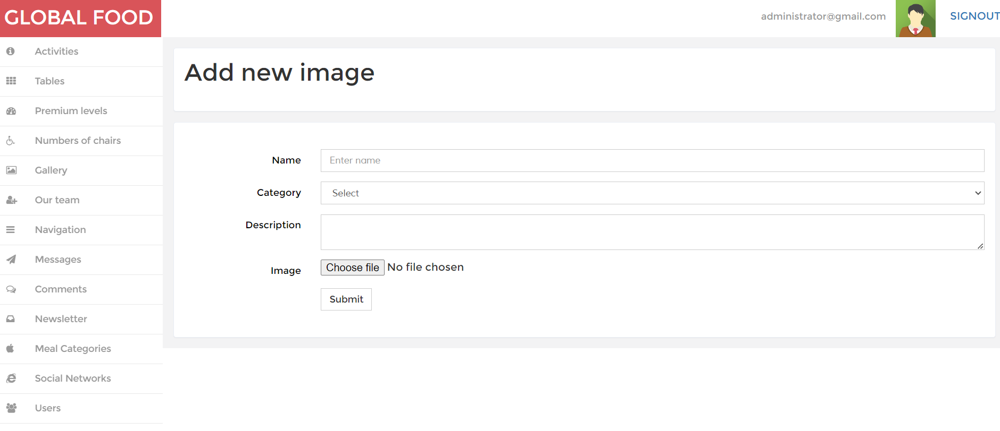 GLOBAL FOOD
administrator@gmail.com
SIGNOUT
Activities
Tables
Premium levels
Numbers of chairs
Gallery
Our team
Navigation
Messages
Comments
Newsletter
Meal Categories
Social Networks
Users
Add new image
Name
Enter name
Category
Select
Description
Image
Choose file No file chosen
Submit